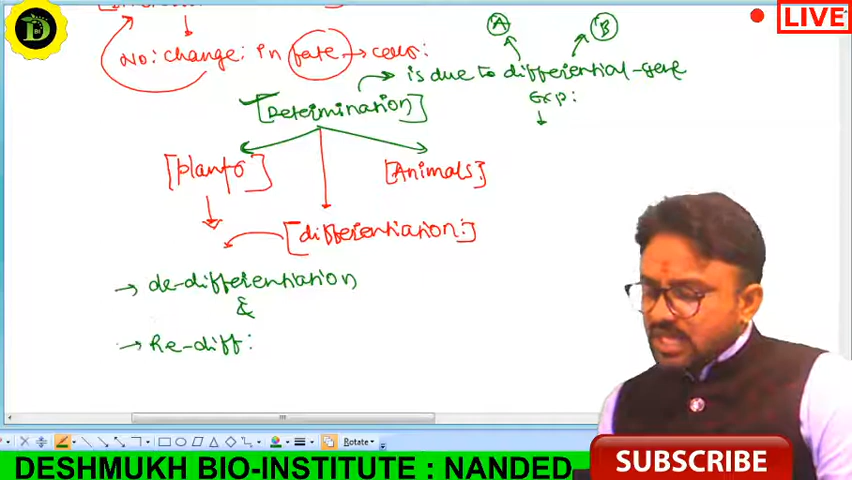 LIVE
D
A B
No: change: in fate → cells:
is due to differential-gene
Exp:
[Determination]
[plants] [Animals]
[differentiation:]
→ de-differentiation
&
→ Re-diff:
Rotate
DESHMUKH BIO-INSTITUTE : NANDED
SUBSCRIBE